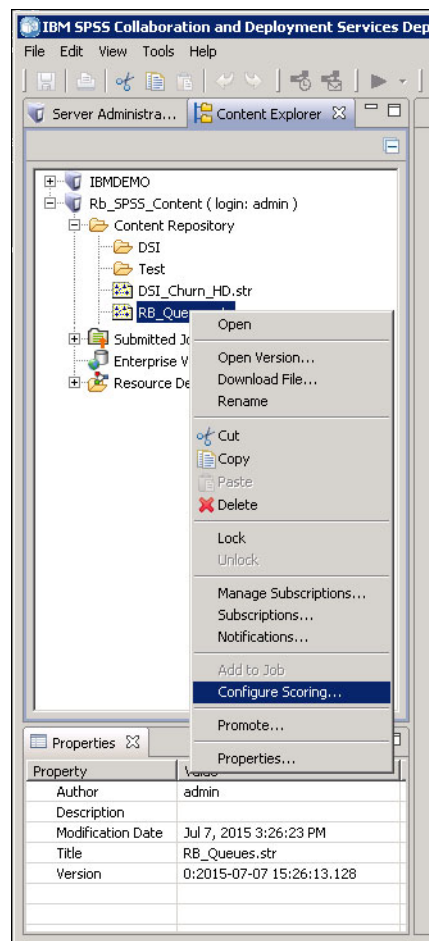 IBM SPSS Collaboration and Deployment Services Dep
File Edit View Tools Help
Server Administra... Content Explorer
IBMDEMO
Rb_SPSS_Content ( login: admin )
Content Repository
DSI
Test
DSI_Churn_HD.str
RB_Que
Submitted Jo
Enterprise V
Resource De
Open
Open Version...
Download File...
Rename
Cut
Copy
Paste
Delete
Lock
Unlock
Manage Subscriptions...
Subscriptions...
Notifications...
Add to Job
Configure Scoring...
Promote...
Properties...
Properties
Property
Author admin
Description
Modification Date Jul 7, 2015 3:26:23 PM
Title RB_Queues.str
Version 0:2015-07-07 15:26:13.128